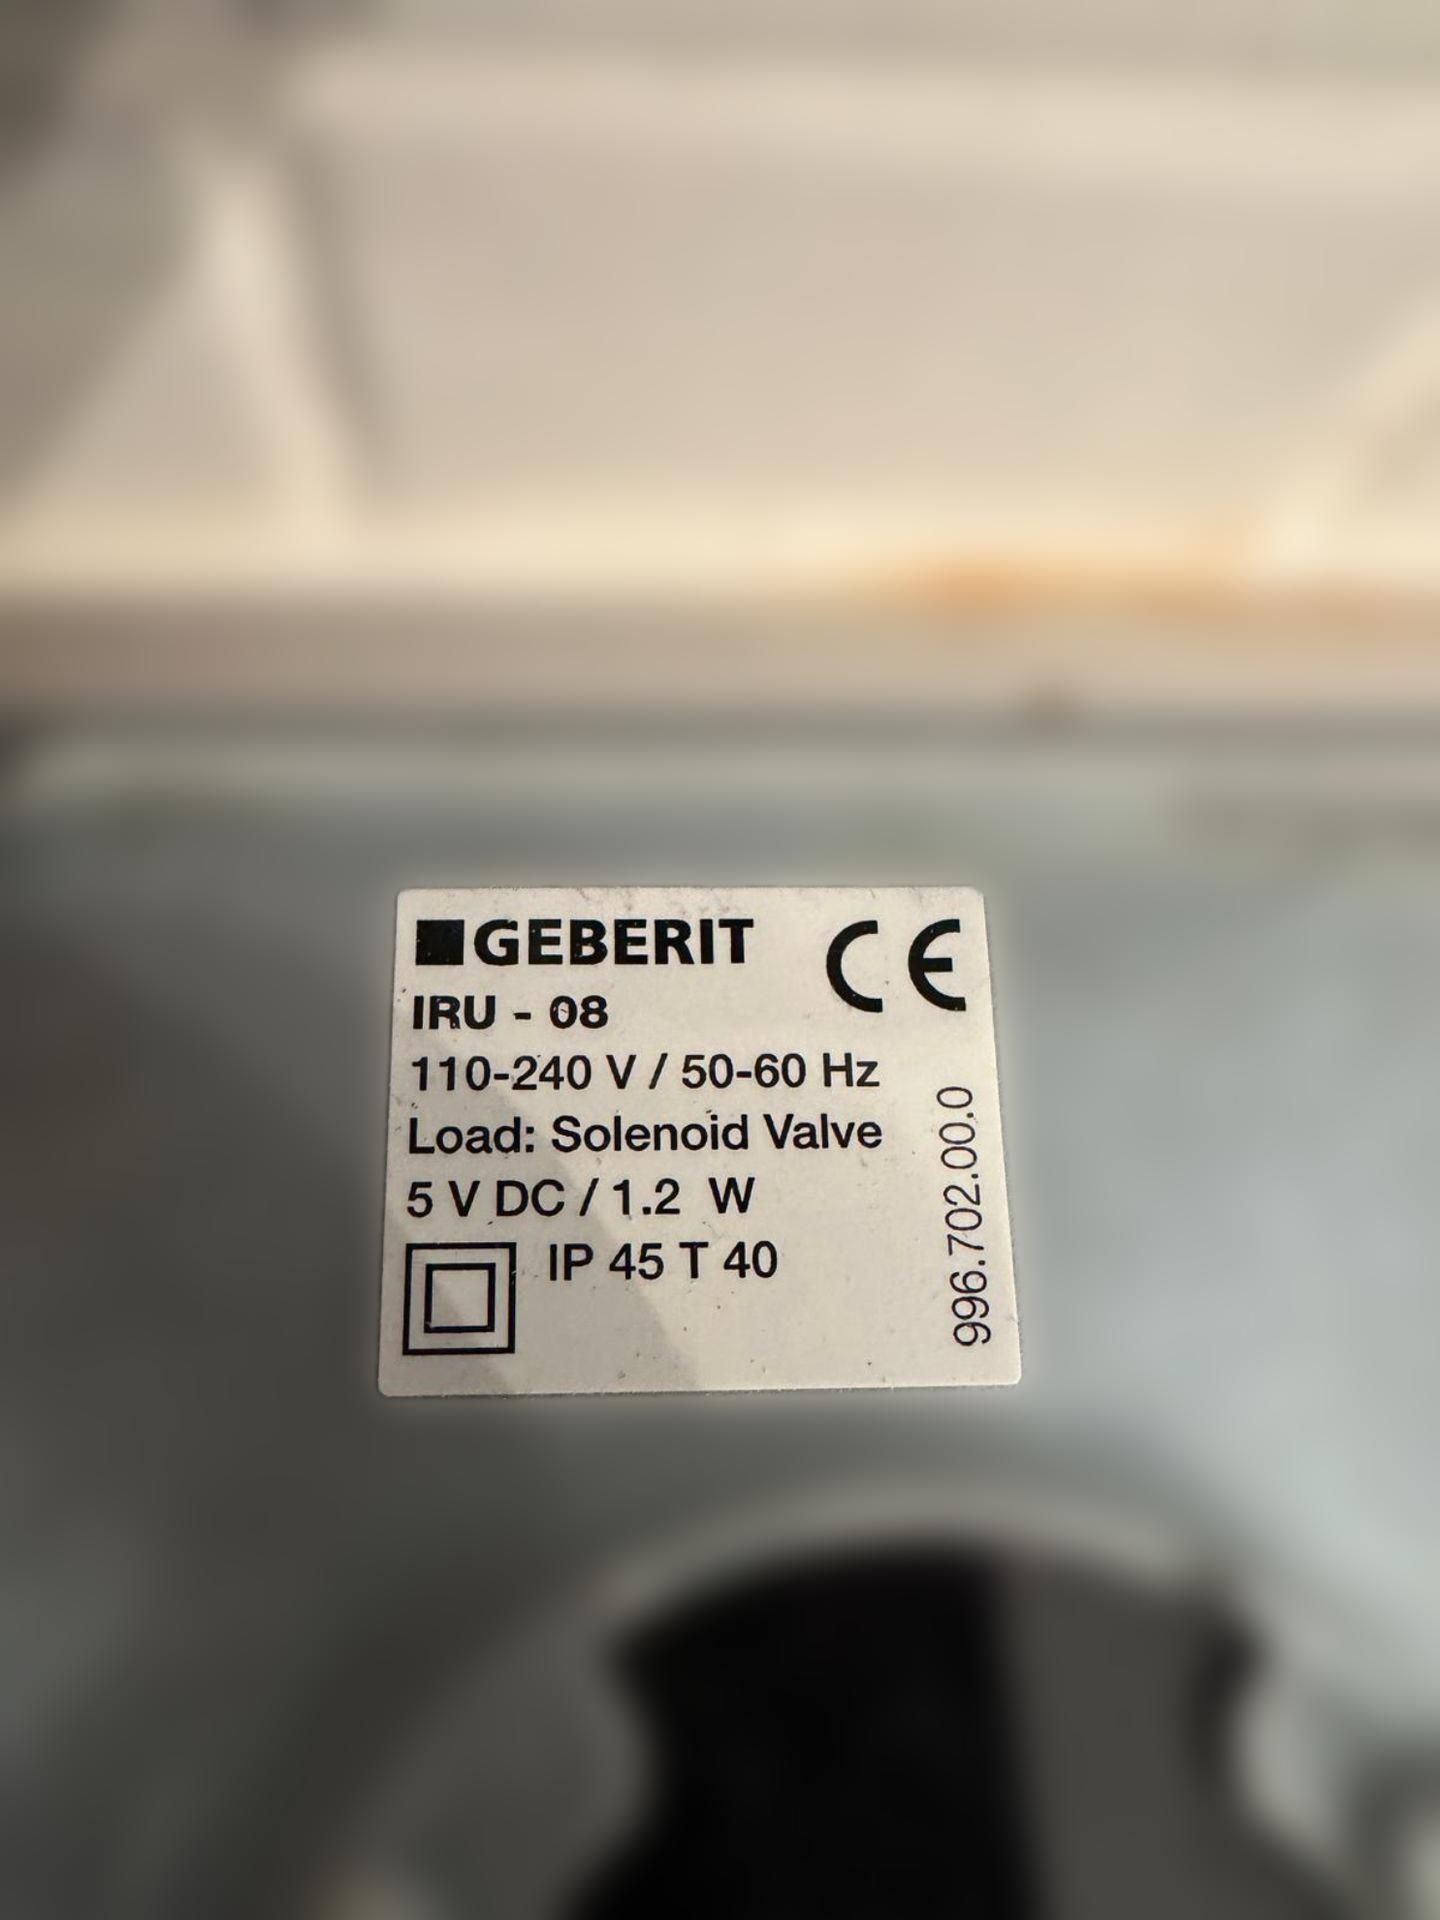 GEBERIT
CE
IRU - 08
110-240 V / 50-60 Hz
Load: Solenoid Valve
5 V DC / 1.2 W
IP 45 T 40
996.702.00.0